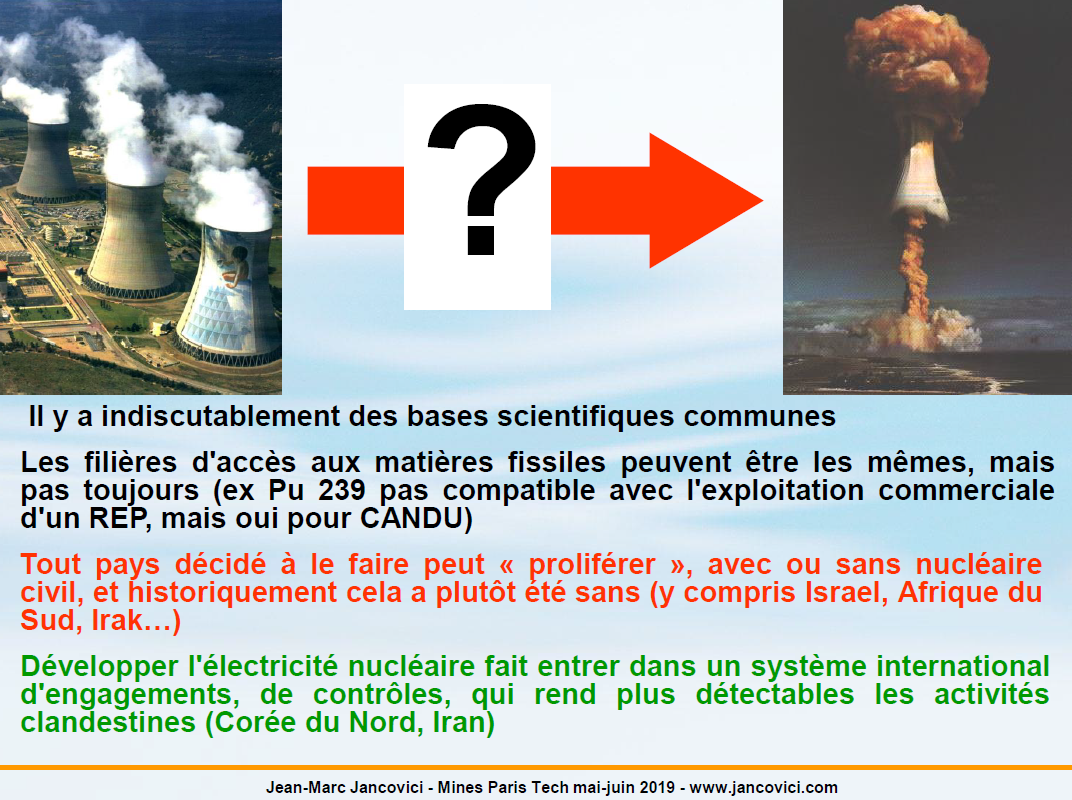 ?
Il y a indiscutablement des bases scientifiques communes
Les filières d'accès aux matières fissiles peuvent être les mêmes, mais
pas toujours (ex Pu 239 pas compatible avec l'exploitation commerciale
d'un REP, mais oui pour CANDU)
Tout pays décidé à le faire peut « proliférer », avec ou sans nucléaire
civil, et historiquement cela a plutôt été sans (y compris Israel, Afrique du
Sud, Irak…)
Développer l'électricité nucléaire fait entrer dans un système international
d'engagements, de contrôles, qui rend plus détectables les activités
clandestines (Corée du Nord, Iran)
Jean-Marc Jancovici - Mines Paris Tech mai-juin 2019 - www.jancovici.com